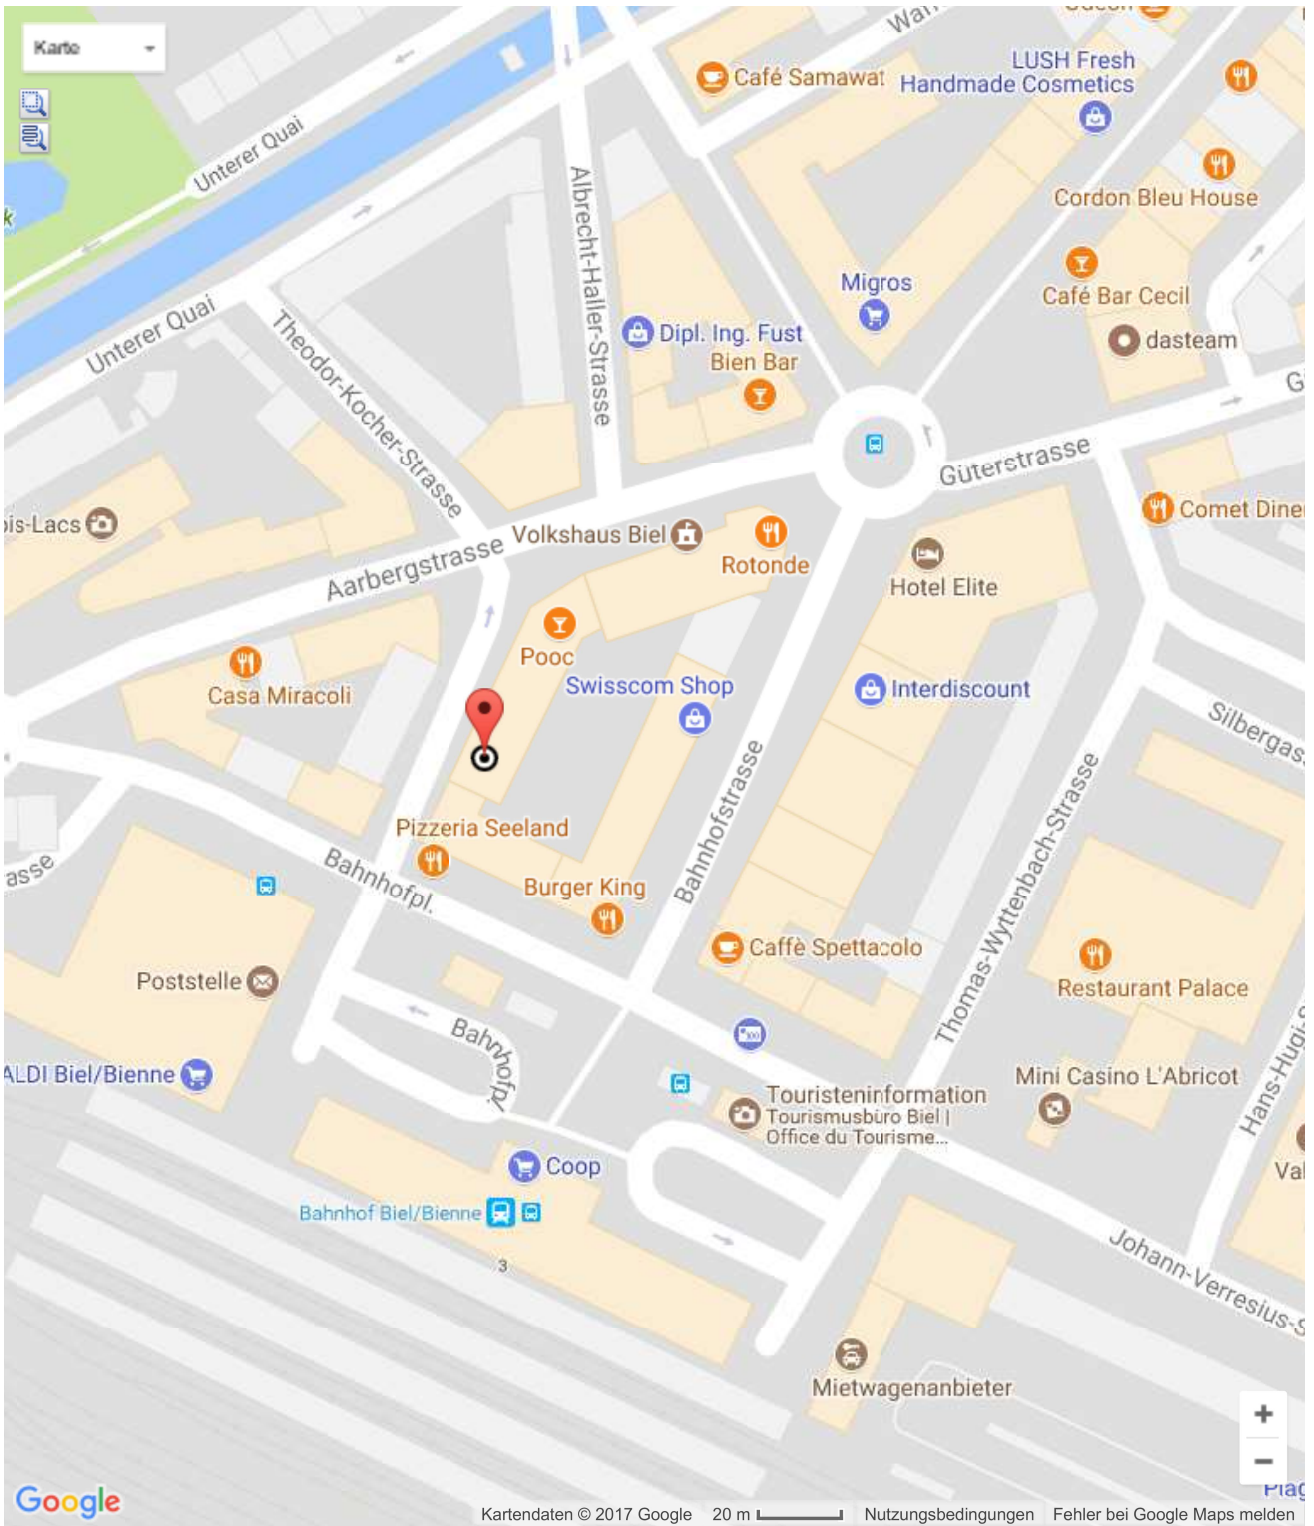 Karte
Odeon
LUSH Fresh
Handmade Cosmetics
Café Samawat
Unterer Quai
Cordon Bleu House
Albrecht-Haller-Strasse
Café Bar Cecil
Migros
dasteam
Dipl. Ing. Fust
Bien Bar
Unterer Quai
Theodor-Kocher-Strasse
Güterstrasse
Comet Diner
Volkshaus Biel
Rotonde
Aarbergstrasse
Hotel Elite
Pooc
Casa Miracoli
Swisscom Shop
Interdiscount
Bahnhofstrasse
Thomas-Wyttenbach-Strasse
Pizzeria Seeland
Bahnhofpl.
Burger King
Caffè Spettacolo
Poststelle
Restaurant Palace
Bahnhofpl.
ALDI Biel/Bienne
Mini Casino L'Abricot
Touristeninformation
Tourismusbüro Biel |
Office du Tourisme...
Coop
Bahnhof Biel/Bienne
3
Johann-Verresius-S
Mietwagenanbieter
+
−
Google
Kartendaten © 2017 Google 20 m Nutzungsbedingungen Fehler bei Google Maps melden